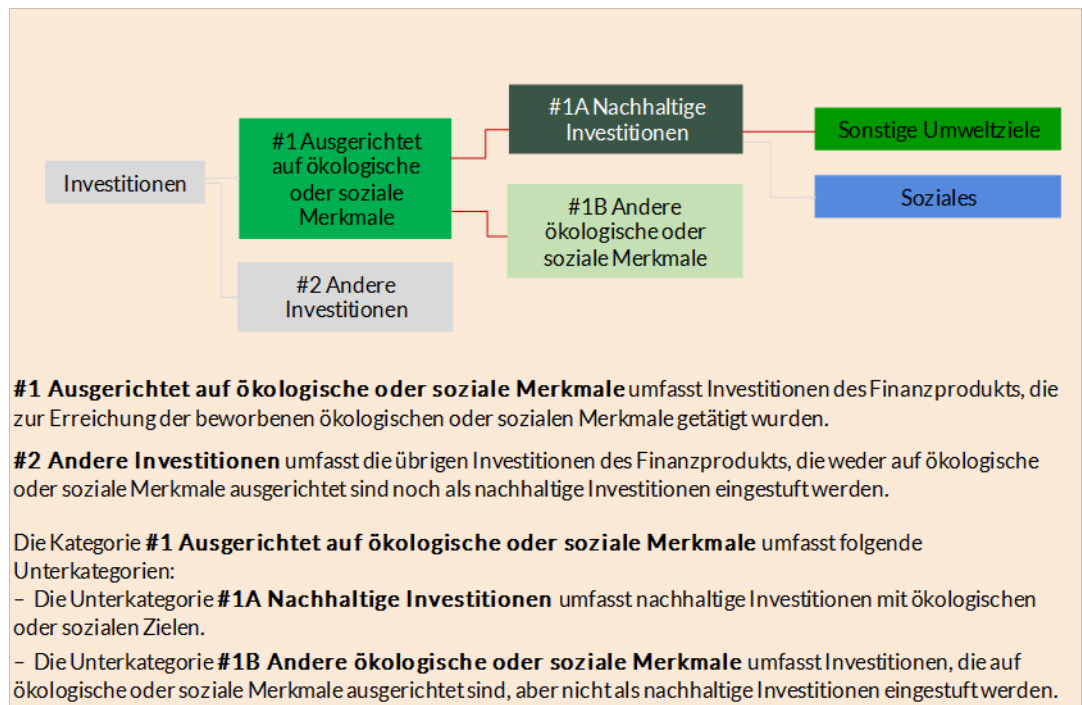 Investitionen
#1 Ausgerichtet
auf ökologische
oder soziale
Merkmale
#2 Andere
Investitionen
#1A Nachhaltige
Investitionen
#1B Andere
ökologische oder
soziale Merkmale
Sonstige Umweltziele
Soziales
#1 Ausgerichtet auf ökologische oder soziale Merkmale umfasst Investitionen des Finanzprodukts, die
zur Erreichung der beworbenen ökologischen oder sozialen Merkmale getätigt wurden.
#2 Andere Investitionen umfasst die übrigen Investitionen des Finanzprodukts, die weder auf ökologische
oder soziale Merkmale ausgerichtet sind noch als nachhaltige Investitionen eingestuft werden.
Die Kategorie #1 Ausgerichtet auf ökologische oder soziale Merkmale umfasst folgende
Unterkategorien:
– Die Unterkategorie #1A Nachhaltige Investitionen umfasst nachhaltige Investitionen mit ökologischen
oder sozialen Zielen.
– Die Unterkategorie #1B Andere ökologische oder soziale Merkmale umfasst Investitionen, die auf
ökologische oder soziale Merkmale ausgerichtet sind, aber nicht als nachhaltige Investitionen eingestuft werden.